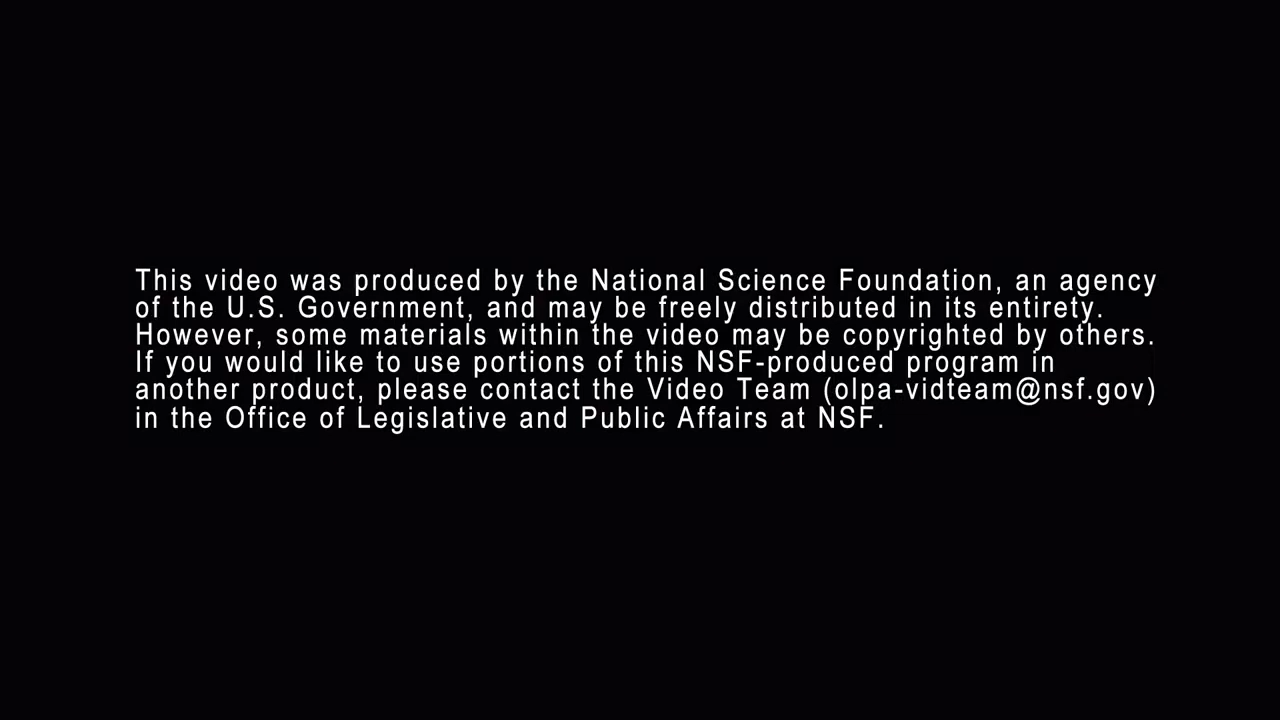 This video was produced by the National Science Foundation, an agency
of the U.S. Government, and may be freely distributed in its entirety.
However, some materials within the video may be copyrighted by others.
If you would like to use portions of this NSF-produced program in
another product, please contact the Video Team (olpa-vidteam@nsf.gov)
in the Office of Legislative and Public Affairs at NSF.